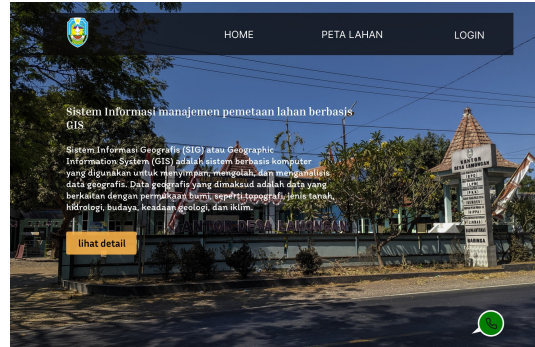 HOME
PETA LAHAN
LOGIN
Sistem Informasi manajemen pemetaan lahan berbasis
GIS
Sistem Informasi Geografis (SIG) atau Geographic
Information System (GIS) adalah sistem berbasis komputer
yang digunakan untuk menyimpan, mengolah, dan menganalisis
data geografis. Data geografis yang dimaksud adalah data yang
berkaitan dengan permukaan bumi, seperti topografi, jenis tanah,
hidrologi, budaya, keadaan geologi, dan iklim.
lihat detail
KANTOR